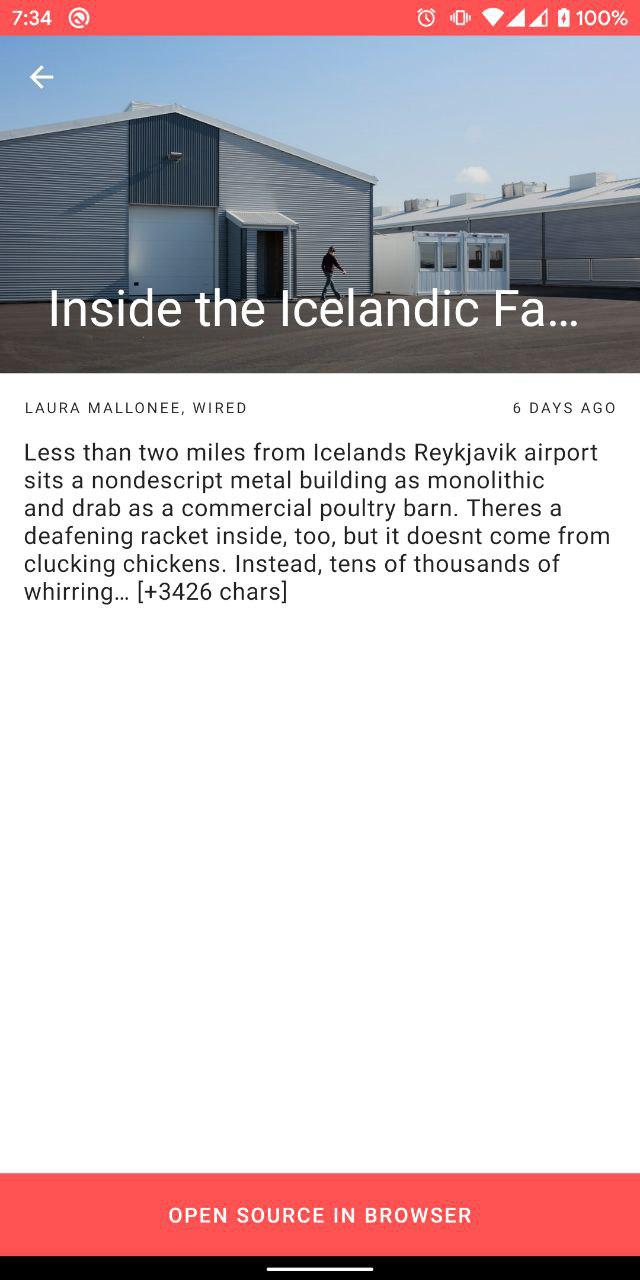 7:34 100%
Inside the Icelandic Fa...
LAURA MALLONEE, WIRED 6 DAYS AGO
Less than two miles from Icelands Reykjavik airport
sits a nondescript metal building as monolithic
and drab as a commercial poultry barn. Theres a
deafening racket inside, too, but it doesnt come from
clucking chickens. Instead, tens of thousands of
whirring… [+3426 chars]
OPEN SOURCE IN BROWSER